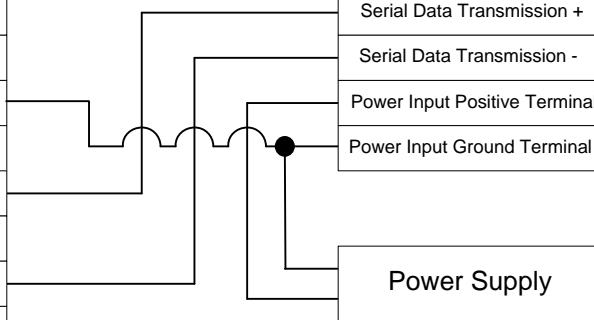 Serial Data Transmission +
Serial Data Transmission -
Power Input Positive Termina
Power Input Ground Terminal
Power Supply